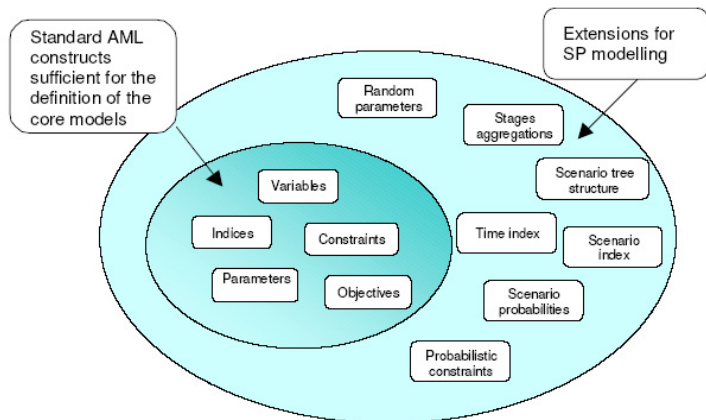 Standard AML
constructs
sufficient for the
definition of the
core models
Extensions for
SP modelling
Random
parameters
Stages
aggregations
Scenario tree
structure
Variables
Indices
Constraints
Time index
Scenario
index
Parameters
Objectives
Scenario
probabilities
Probabilistic
constraints